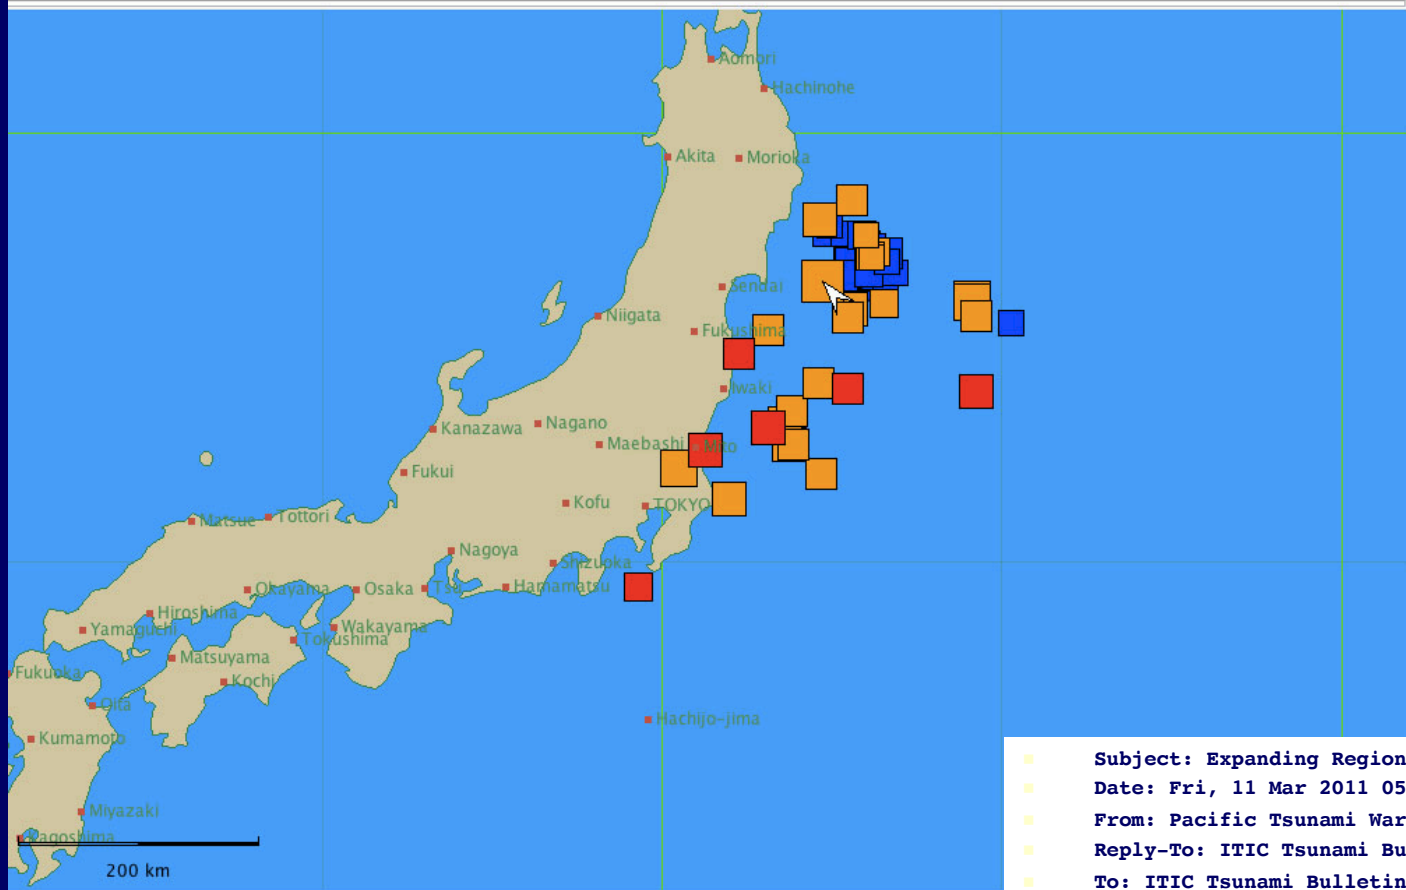 Aomori
Hachinohe
Akita
Morioka
Sendai
Niigata
Fukushima
Iwaki
Kanazawa
Nagano
Maebashi
Mito
Fukui
Kofu
TOKYO
Matsue
Tottori
Nagoya
Shizuoka
Okayama
Osaka
Tsu
Hamamatsu
Hiroshima
Yamaguchi
Wakayama
Tokushima
Matsuyama
Fukuoka
Kochi
Oita
Hachijo-jima
Kumamoto
Miyazaki
Kagoshima
200 km
Subject: Expanding Region
Date: Fri, 11 Mar 2011 05
From: Pacific Tsunami War
Reply-To: ITIC Tsunami Bu
To: ITIC Tsunami Bulletin